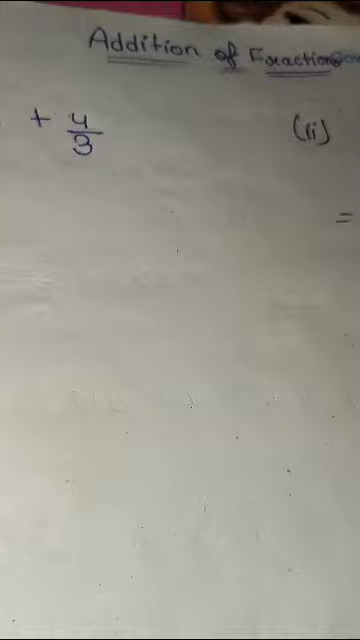 Addition of Fractions
+ 4/3
(ii)
=